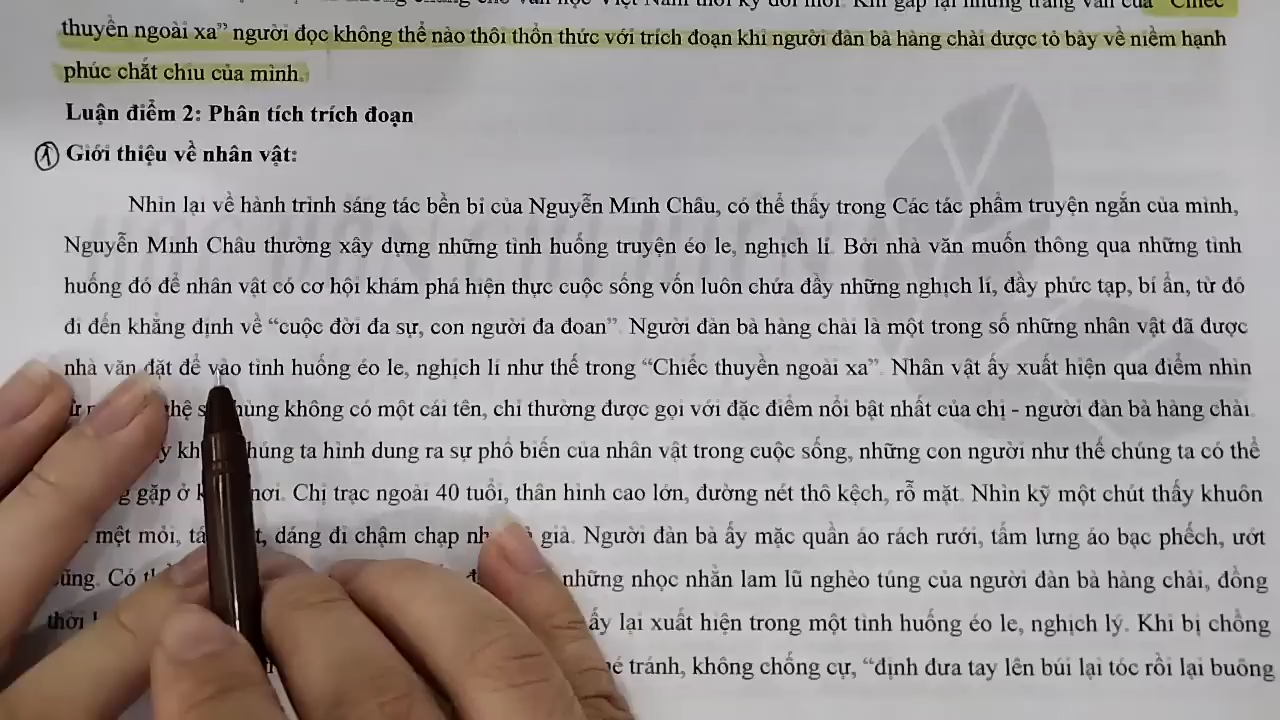 thuyền ngoài xa” người đọc không thể nào thôi thổn thức với trích đoạn khi người đàn bà hàng chài được tỏ bày về niềm hạnh
phúc chắt chiu của mình.
Luận điểm 2: Phân tích trích đoạn
1 Giới thiệu về nhân vật:
Nhìn lại về hành trình sáng tác bền bỉ của Nguyễn Minh Châu, có thể thấy trong Các tác phẩm truyện ngắn của mình,
Nguyễn Minh Châu thường xây dựng những tình huống truyện éo le, nghịch lí. Bởi nhà văn muốn thông qua những tình
huống đó để nhân vật có cơ hội khám phá hiện thực cuộc sống vốn luôn chứa đầy những nghịch lí, đầy phức tạp, bí ẩn, từ đó
đi đến khẳng định về “cuộc đời đa sự, con người đa đoan”. Người đàn bà hàng chài là một trong số những nhân vật đã được
nhà văn đặt để vào tình huống éo le, nghịch lí như thế trong “Chiếc thuyền ngoài xa”. Nhân vật ấy xuất hiện qua điểm nhìn
không có một cái tên, chỉ thường được gọi với đặc điểm nổi bật nhất của chị - người đàn bà hàng chài.
chúng ta hình dung ra sự phổ biến của nhân vật trong cuộc sống, những con người như thế chúng ta có thể
gặp ở nơi. Chị trạc ngoài 40 tuổi, thân hình cao lớn, đường nét thô kệch, rỗ mặt. Nhìn kỹ một chút thấy khuôn
mệt mỏi, dáng đi chậm chạp già. Người đàn bà ấy mặc quần áo rách rưới, tấm lưng áo bạc phếch, ướt
Có những nhọc nhằn lam lũ nghèo túng của người đàn bà hàng chài, đồng
thời ấy lại xuất hiện trong một tình huống éo le, nghịch lý. Khi bị chồng
tránh, không chống cự, “định đưa tay lên búi lại tóc rồi lại buông